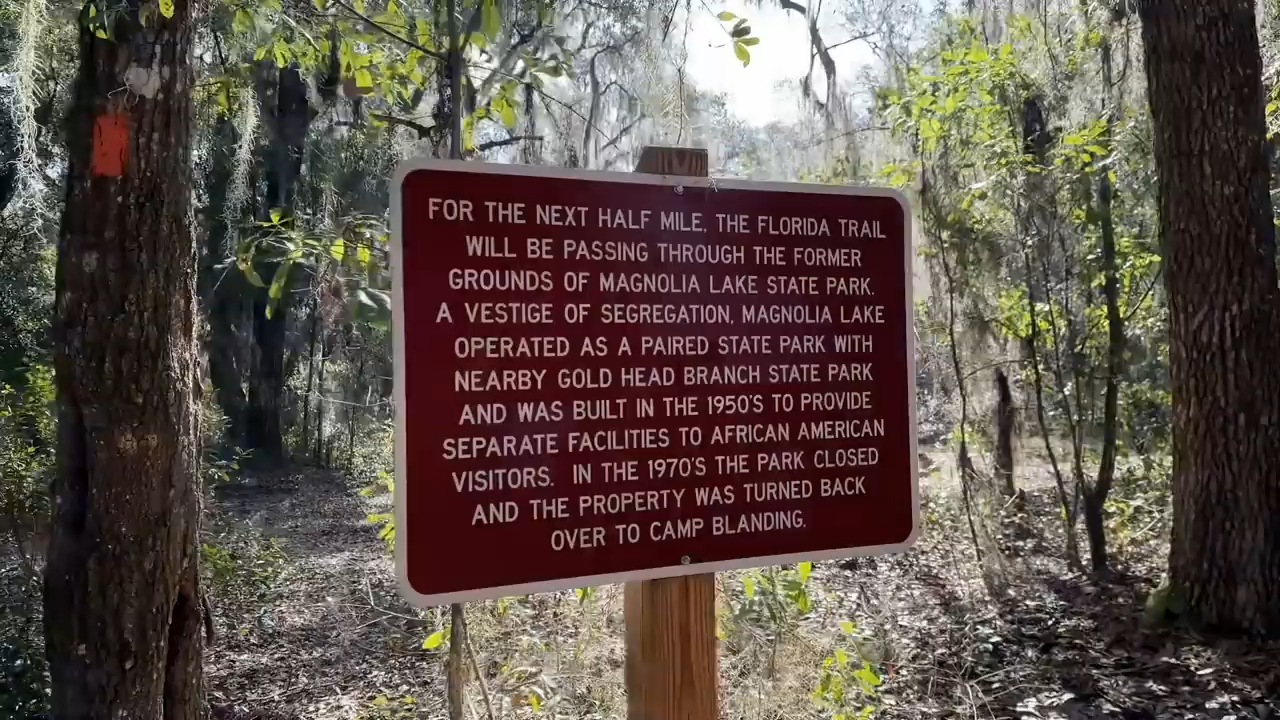 FOR THE NEXT HALF MILE, THE FLORIDA TRAIL
WILL BE PASSING THROUGH THE FORMER
GROUNDS OF MAGNOLIA LAKE STATE PARK.
A VESTIGE OF SEGREGATION, MAGNOLIA LAKE
OPERATED AS A PAIRED STATE PARK WITH
NEARBY GOLD HEAD BRANCH STATE PARK
AND WAS BUILT IN THE 1950'S TO PROVIDE
SEPARATE FACILITIES TO AFRICAN AMERICAN
VISITORS. IN THE 1970'S THE PARK CLOSED
AND THE PROPERTY WAS TURNED BACK
OVER TO CAMP BLANDING.